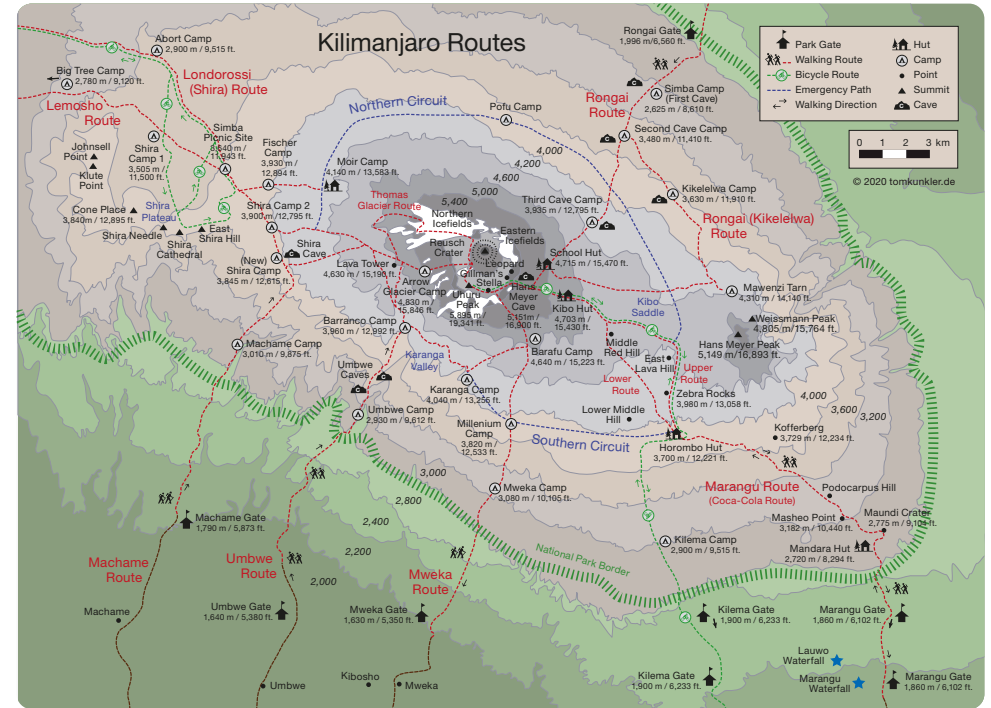 Kilimanjaro Routes
Abort Camp
2,900 m / 9,515 ft.
Big Tree Camp
2,780 m / 9,120 ft.
Londorossi
(Shira) Route
Lemosho
Route
Simba
Picnic Site
3,640 m /
11,943 ft.
Johnsell
Point
Klute
Point
Shira
Camp 1
3,505 m /
11,500 ft.
Fischer
Camp
3,930 m /
12,894 ft.
Cone Place
3,840m / 12,895 ft.
Shira
Plateau
Shira Needle
Shira
Cathedral
East
Shira Hill
Shira Camp 2
3,900 m/12,795 ft.
(New)
Shira Camp
3,845 m / 12,615 ft.
Shira
Cave
Northern Circuit
Moir Camp
4,140 m / 13,583 ft.
Pofu Camp
4,000
4,200
4,600
5,000
5,400
Thomas
Glacier Route
Northern
Icefields
Eastern
Icefields
Reusch
Crater
Lava Tower
4,630 m / 15,190 ft.
Arrow
Glacier Camp
4,830 m /
15,846 ft.
Leopard
Gillman's
Stella
Uhuru
Peak
5,895 m /
19,341 ft.
Hans
Meyer
Cave
5,151m /
16,900 ft.
School Hut
4,715 m / 15,470 ft.
Kibo Hut
4,703 m /
15,430 ft.
Third Cave Camp
3,935 m / 12,795 ft.
Rongai Gate
1,996 m/6,560 ft.
Rongai
Route
Simba Camp
(First Cave)
2,625 m / 8,610 ft.
Second Cave Camp
3,480 m / 11,410 ft.
Kikelelwa Camp
3,630 m / 11,910 ft.
Rongai (Kikelelwa)
Route
Mawenzi Tarn
4,310 m / 14,140 ft.
Kibo
Saddle
Weissmann Peak
4,805 m/15,764 ft.
Hans Meyer Peak
5,149 m/16,893 ft.
Park Gate
Walking Route
Bicycle Route
Emergency Path
Walking Direction
Hut
Camp
Point
Summit
Cave
0 1 2 3 km
© 2020 tomkunkler.de
Machame Camp
3,010 m / 9,875 ft.
Barranco Camp
3,960 m / 12,992 ft.
Umbwe
Caves
Karanga
Valley
Karanga Camp
4,040 m / 13,255 ft.
Barafu Camp
4,640 m / 15,223 ft.
Middle
Red Hill
East
Lava Hill
Upper
Route
Lower
Route
Zebra Rocks
3,980 m / 13,058 ft.
Lower Middle
Hill
Umbwe Camp
2,930 m / 9,612 ft.
Millenium
Camp
3,820 m /
12,533 ft.
Southern Circuit
Horombo Hut
3,700 m / 12,221 ft.
4,000
3,600
3,200
Kofferberg
3,729 m / 12,234 ft.
Marangu Route
(Coca-Cola Route)
Podocarpus Hill
Masheo Point
3,182 m / 10,440 ft.
Maundi Crater
2,775 m / 9,104 ft.
Mandara Hut
2,720 m / 8,294 ft.
3,000
2,800
2,400
2,200
2,000
Mweka Camp
3,080 m / 10,105 ft.
Kilema Camp
2,900 m / 9,515 ft.
National Park Border
Machame Gate
1,790 m / 5,873 ft.
Machame
Route
Umbwe
Route
Mweka
Route
Machame
Umbwe Gate
1,640 m / 5,380 ft.
Mweka Gate
1,630 m / 5,350 ft.
Kilema Gate
1,900 m / 6,233 ft.
Marangu Gate
1,860 m / 6,102 ft.
Umbwe
Kibosho
Mweka
Kilema Gate
1,900 m / 6,233 ft.
Lauwo
Waterfall
Marangu
Waterfall
Marangu Gate
1,860 m / 6,102 ft.